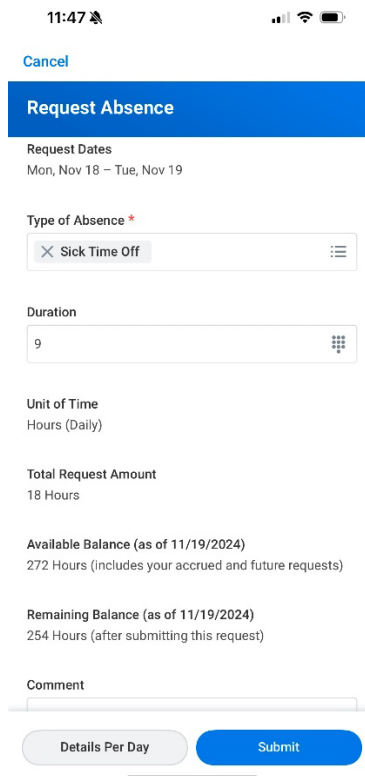 11:47
Cancel
Request Absence
Request Dates
Mon, Nov 18 – Tue, Nov 19
Type of Absence *
Sick Time Off
Duration
9
Unit of Time
Hours (Daily)
Total Request Amount
18 Hours
Available Balance (as of 11/19/2024)
272 Hours (includes your accrued and future requests)
Remaining Balance (as of 11/19/2024)
254 Hours (after submitting this request)
Comment
Details Per Day
Submit